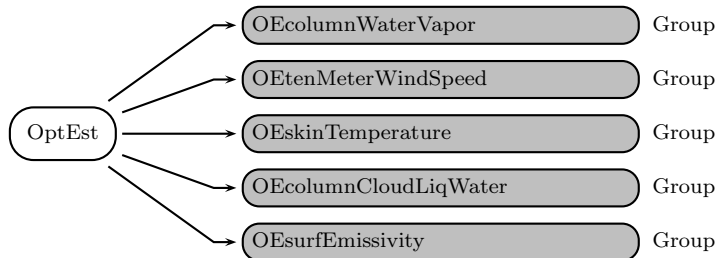 OEcolumnWaterVapor Group
OEtenMeterWindSpeed Group
OptEst OEskinTemperature Group
OEcolumnCloudLiqWater Group
OEsurfEmissivity Group